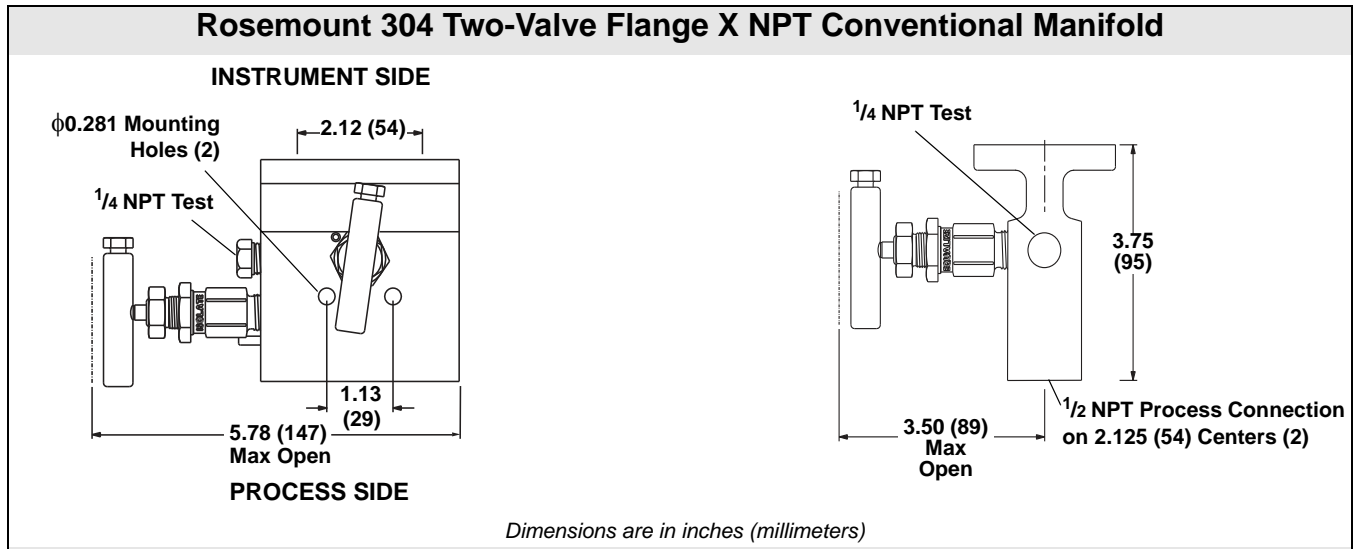 Rosemount 304 Two-Valve Flange X NPT Conventional Manifold
INSTRUMENT SIDE
ϕ0.281 Mounting
Holes (2)
2.12 (54)
1/4 NPT Test
ISOLATE
1.13
(29)
5.78 (147)
Max Open
PROCESS SIDE
1/4 NPT Test
EQUALIZE
3.75
(95)
3.50 (89)
Max
Open
1/2 NPT Process Connection
on 2.125 (54) Centers (2)
Dimensions are in inches (millimeters)